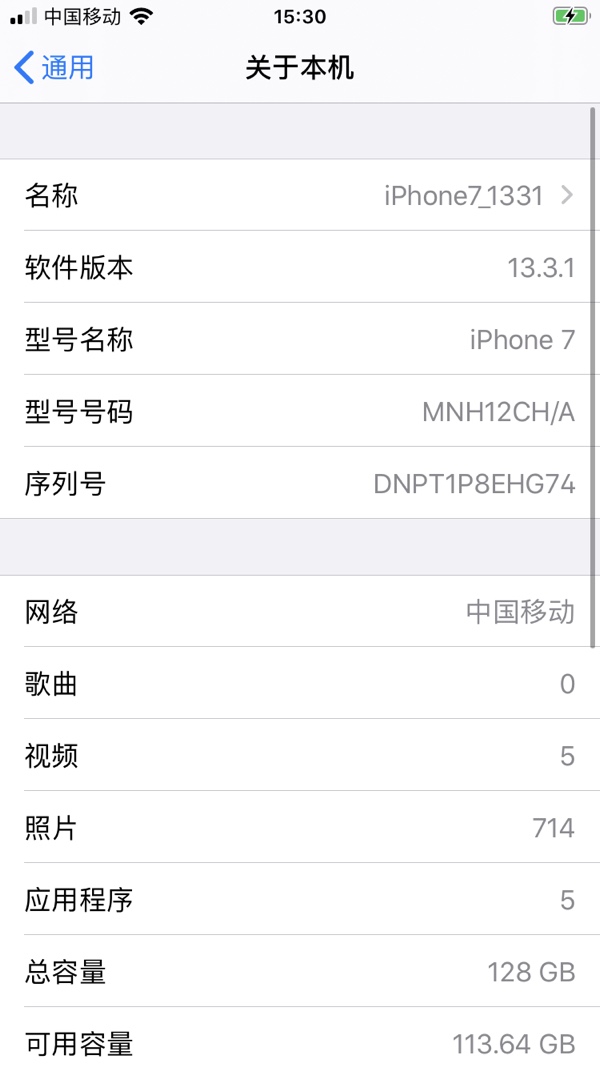 中国移动 15:30
通用 关于本机
名称 iPhone7_1331
软件版本 13.3.1
型号名称 iPhone 7
型号号码 MNH12CH/A
序列号 DNPT1P8EHG74
网络 中国移动
歌曲 0
视频 5
照片 714
应用程序 5
总容量 128 GB
可用容量 113.64 GB